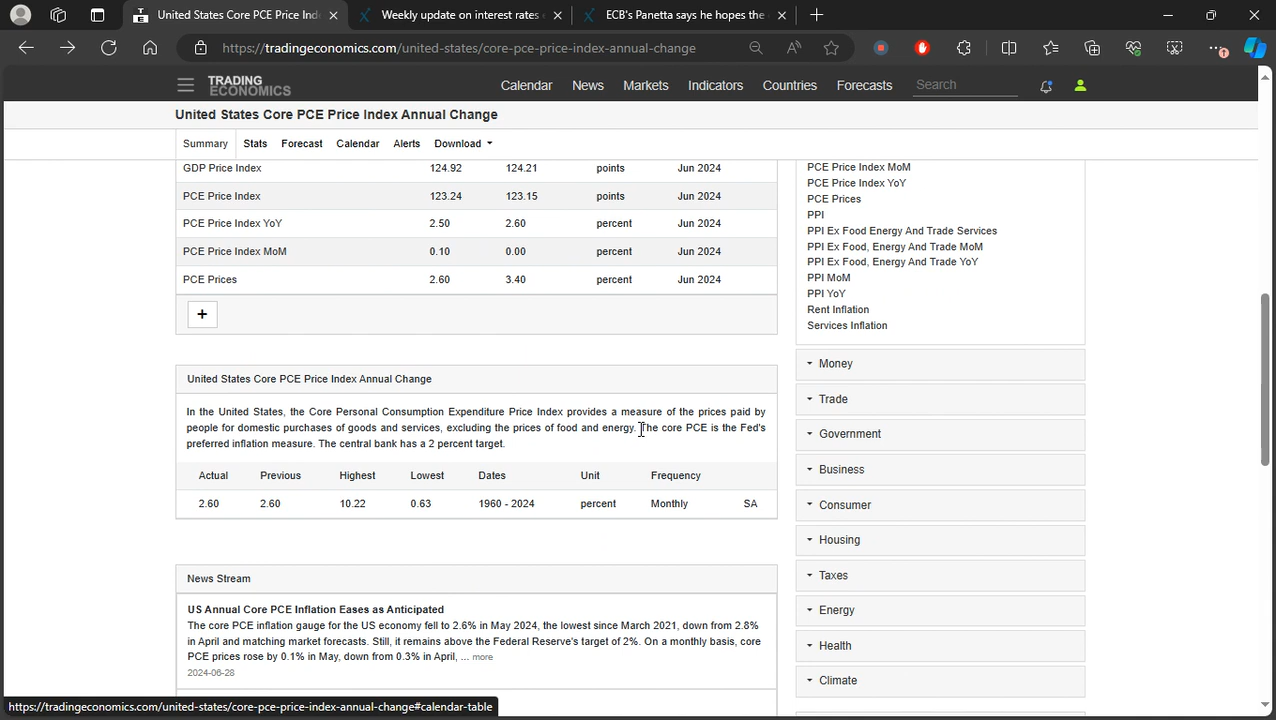 United States Core PCE Price Inde
Weekly update on interest rates
ECB's Panetta says he hopes the
https://tradingeconomics.com/united-states/core-pce-price-index-annual-change
TRADING
ECONOMICS
Calendar News Markets Indicators Countries Forecasts Search
United States Core PCE Price Index Annual Change
Summary Stats Forecast Calendar Alerts Download
GDP Price Index 124.92 124.21 points Jun 2024
PCE Price Index 123.24 123.15 points Jun 2024
PCE Price Index YoY 2.50 2.60 percent Jun 2024
PCE Price Index MoM 0.10 0.00 percent Jun 2024
PCE Prices 2.60 3.40 percent Jun 2024
+
United States Core PCE Price Index Annual Change
In the United States, the Core Personal Consumption Expenditure Price Index provides a measure of the prices paid by
people for domestic purchases of goods and services, excluding the prices of food and energy. The core PCE is the Fed's
preferred inflation measure. The central bank has a 2 percent target.
Actual Previous Highest Lowest Dates Unit Frequency
2.60 2.60 10.22 0.63 1960 - 2024 percent Monthly SA
News Stream
US Annual Core PCE Inflation Eases as Anticipated
The core PCE inflation gauge for the US economy fell to 2.6% in May 2024, the lowest since March 2021, down from 2.8%
in April and matching market forecasts. Still, it remains above the Federal Reserve's target of 2%. On a monthly basis, core
PCE prices rose by 0.1% in May, down from 0.3% in April, ... more
2024-06-28
PCE Price Index MoM
PCE Price Index YoY
PCE Prices
PPI
PPI Ex Food Energy And Trade Services
PPI Ex Food, Energy And Trade MoM
PPI Ex Food, Energy And Trade YoY
PPI MoM
PPI YoY
Rent Inflation
Services Inflation
Money
Trade
Government
Business
Consumer
Housing
Taxes
Energy
Health
Climate
https://tradingeconomics.com/united-states/core-pce-price-index-annual-change#calendar-table